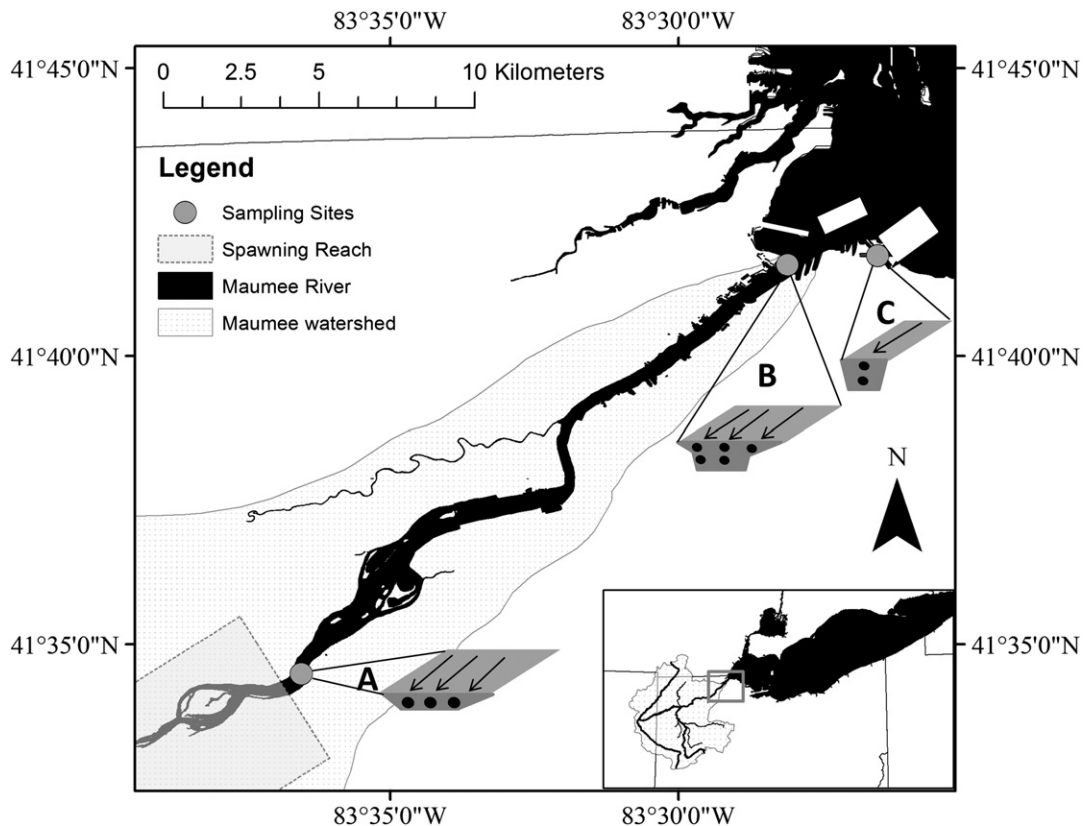 83°35'0"W 83°30'0"W
41°45'0"N 41°45'0"N
0 2.5 5 10 Kilometers
Legend
Sampling Sites
Spawning Reach
Maumee River
Maumee watershed
C
41°40'0"N 41°40'0"N
B
N
41°35'0"N 41°35'0"N
A
83°35'0"W 83°30'0"W